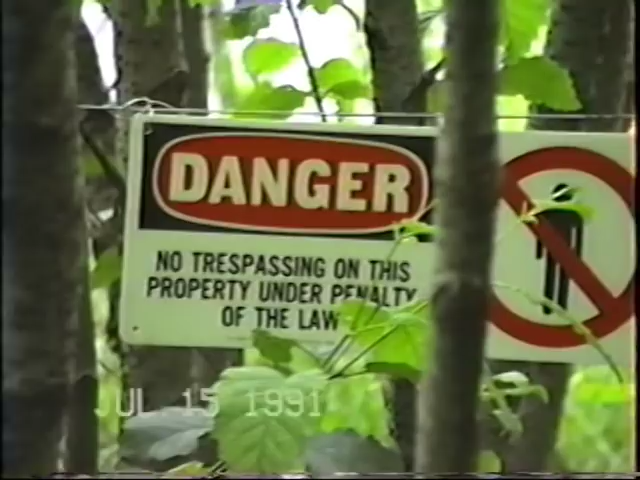 DANGER
NO TRESPASSING ON THIS
PROPERTY UNDER PENALTY
OF THE LAW
JUL 15 1991